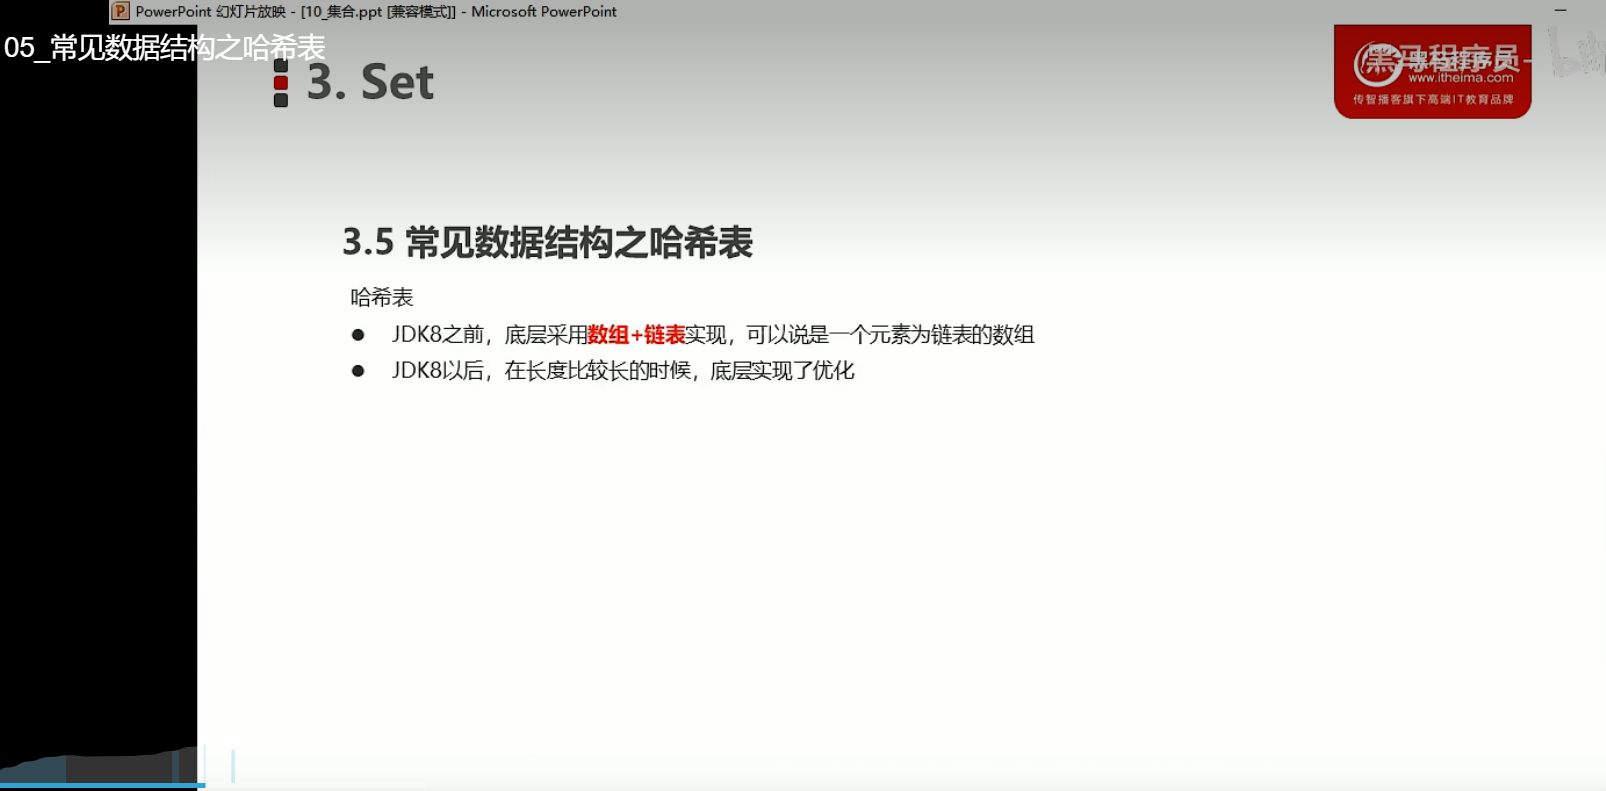 PowerPoint 幻灯片放映 - [10_集合.ppt [兼容模式]] - Microsoft PowerPoint
05_常见数据结构之哈希表
3. Set
黑马程序员
www.itheima.com
传智播客旗下高端IT教育品牌
3.5 常见数据结构之哈希表
哈希表
● JDK8之前，底层采用数组+链表实现，可以说是一个元素为链表的数组
● JDK8以后，在长度比较长的时候，底层实现了优化